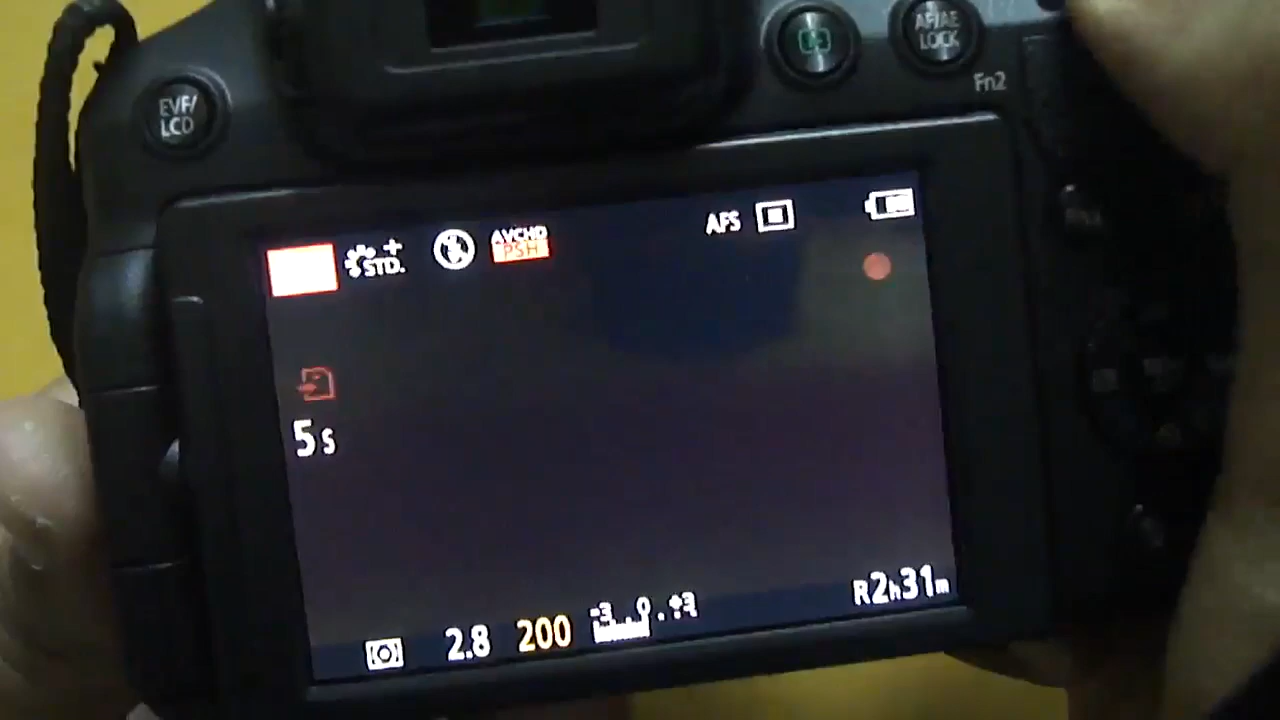 AF/AE
LOCK
Fn2
EVF/
LCD
STD.
AVCHD
PSH
AFS
5s
2.8 200 -3 0 +3
R2h31m